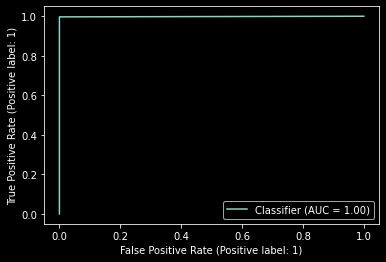 1.0
0.8
0.6
0.4
0.2
0.0
True Positive Rate (Positive label: 1)
Classifier (AUC = 1.00)
0.0 0.2 0.4 0.6 0.8 1.0
False Positive Rate (Positive label: 1)